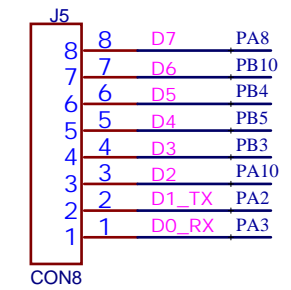 J5
8 8 D7 PA8
7 7 D6 PB10
6 6 D5 PB4
5 5 D4 PB5
4 4 D3 PB3
3 3 D2 PA10
2 2 D1_TX PA2
1 1 D0_RX PA3
CON8